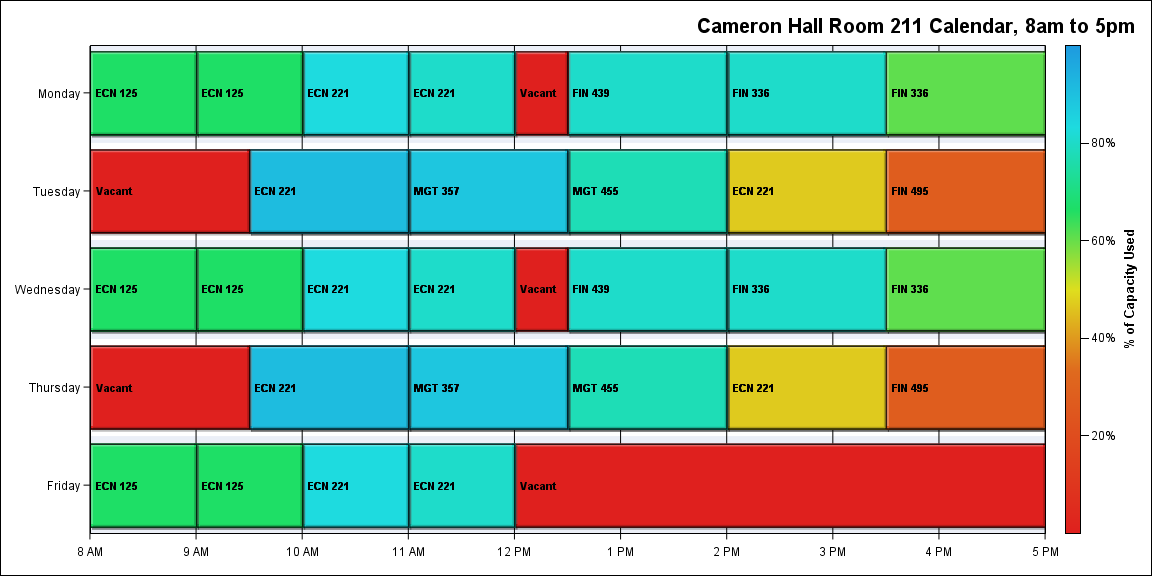 Cameron Hall Room 211 Calendar, 8am to 5pm
Monday
ECN 125
ECN 125
ECN 221
ECN 221
Vacant
FIN 439
FIN 336
FIN 336
Tuesday
Vacant
ECN 221
MGT 357
MGT 455
ECN 221
FIN 495
Wednesday
ECN 125
ECN 125
ECN 221
ECN 221
Vacant
FIN 439
FIN 336
FIN 336
Thursday
Vacant
ECN 221
MGT 357
MGT 455
ECN 221
FIN 495
Friday
ECN 125
ECN 125
ECN 221
ECN 221
Vacant
8 AM
9 AM
10 AM
11 AM
12 PM
1 PM
2 PM
3 PM
4 PM
5 PM
80%
60%
40%
20%
% of Capacity Used